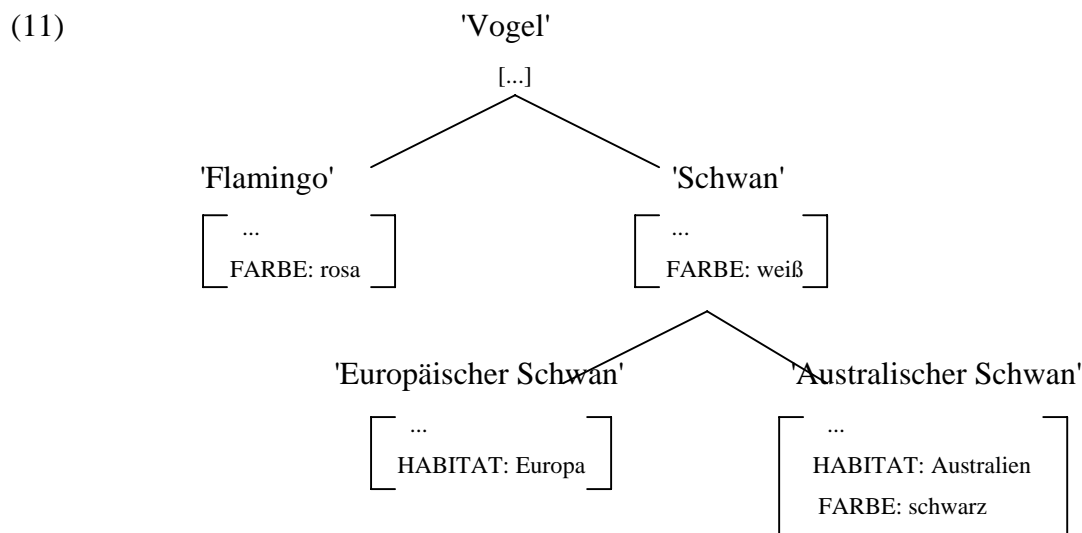 (11) 'Vogel'
[...]
'Flamingo' 'Schwan'
... ...
FARBE: rosa FARBE: weiß
'Europäischer Schwan' 'Australischer Schwan'
... ...
HABITAT: Europa HABITAT: Australien
FARBE: schwarz